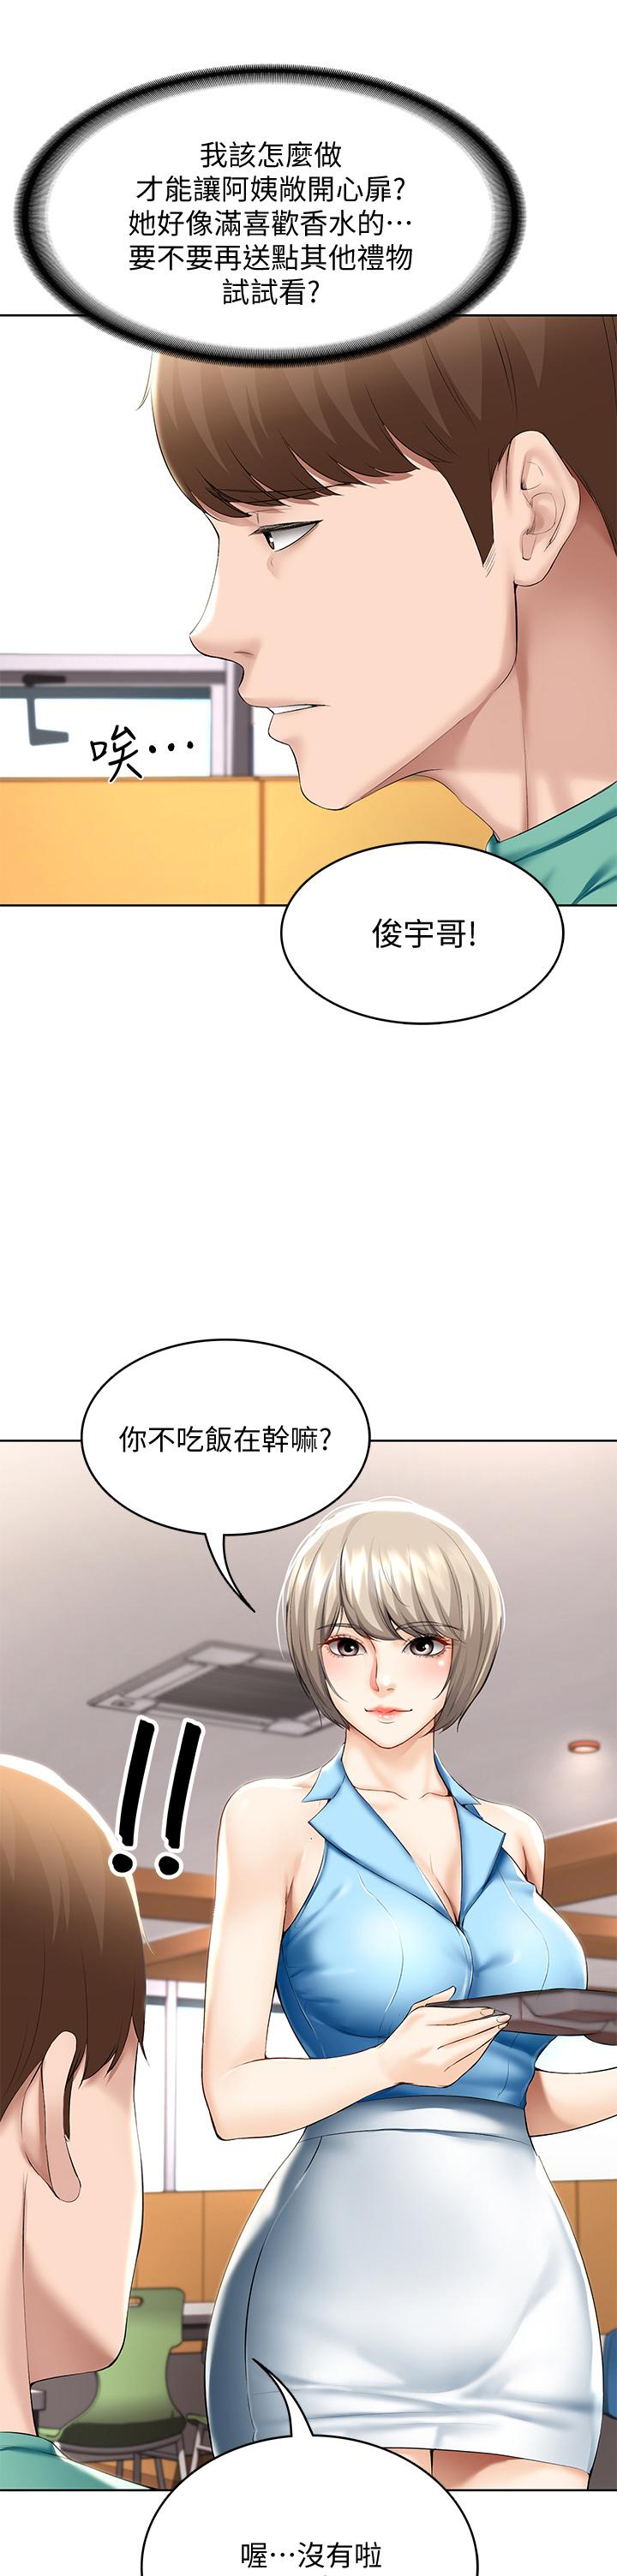 我該怎麼做
才能讓阿姨敞開心扉?
她好像滿喜歡香水的⋯
要不要再送點其他禮物
試試看?
唉⋯
俊宇哥!
你不吃飯在幹嘛?
!!
喔⋯沒有啦